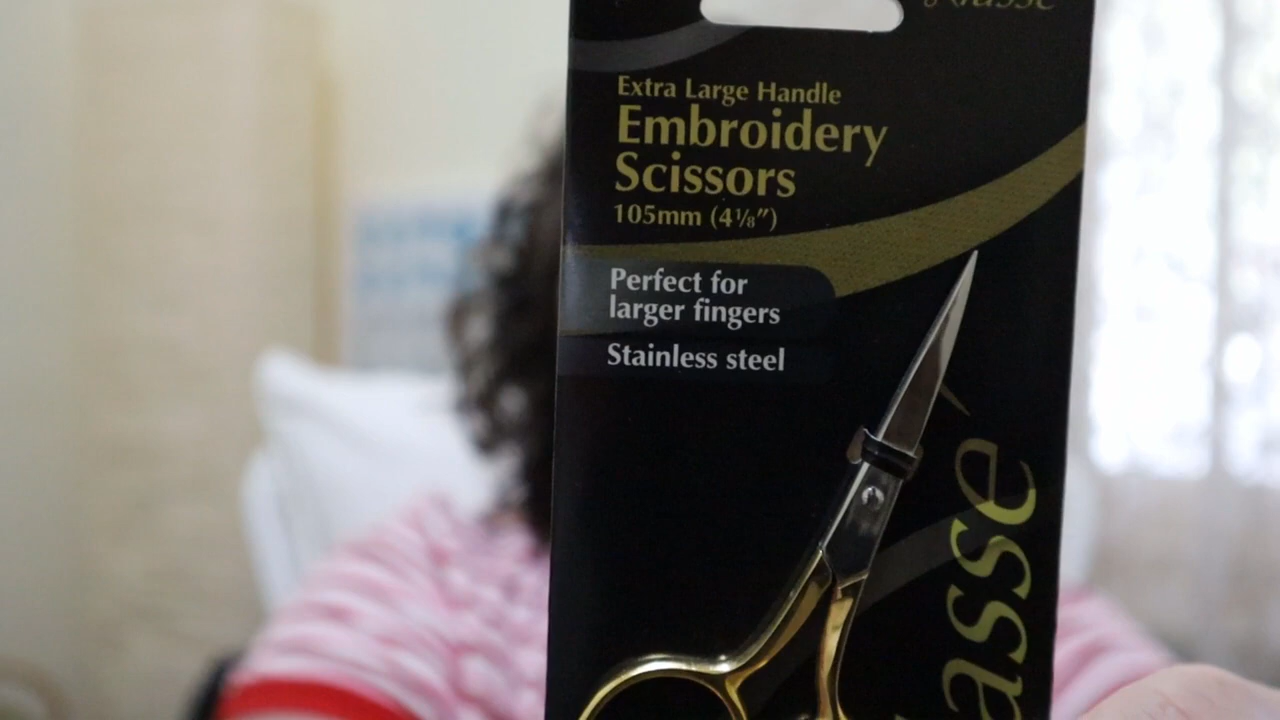 Extra Large Handle
Embroidery
Scissors
105mm (4⅛")
Perfect for
larger fingers
Stainless steel